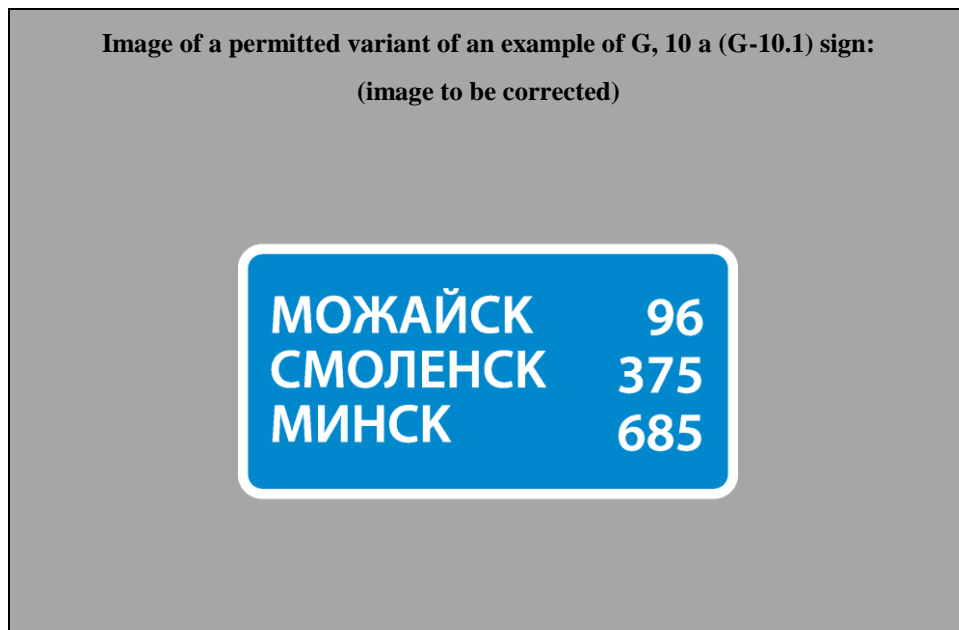 Image of a permitted variant of an example of G, 10 a (G-10.1) sign:
(image to be corrected)
МОЖАЙСК 96
СМОЛЕНСК 375
МИНСК 685